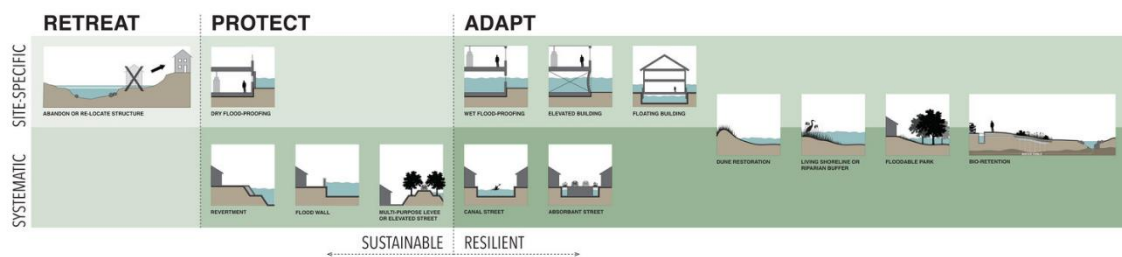 RETREAT
PROTECT
ADAPT
SITE-SPECIFIC
ABANDON OR RE-LOCATE STRUCTURE
DRY FLOOD-PROOFING
WET FLOOD-PROOFING
ELEVATED BUILDING
FLOATING BUILDING
DUNE RESTORATION
LIVING SHORELINE OR
RIPARIAN BUFFER
FLOODABLE PARK
BIO-RETENTION
SYSTEMATIC
REVERTMENT
FLOOD WALL
MULTI-PURPOSE LEVEE
OR ELEVATED STREET
CANAL STREET
ABSORBANT STREET
SUSTAINABLE
RESILIENT